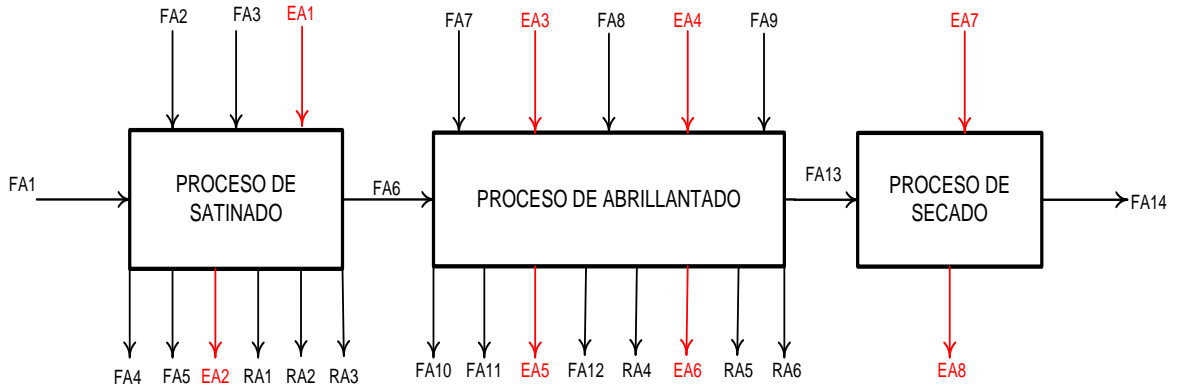 FA2
FA3
EA1
FA7
EA3
FA8
EA4
FA9
EA7
FA1
PROCESO DE
SATINADO
FA6
PROCESO DE ABRILLANTADO
FA13
PROCESO DE
SECADO
FA14
FA4
FA5
EA2
RA1
RA2
RA3
FA10
FA11
EA5
FA12
RA4
EA6
RA5
RA6
EA8